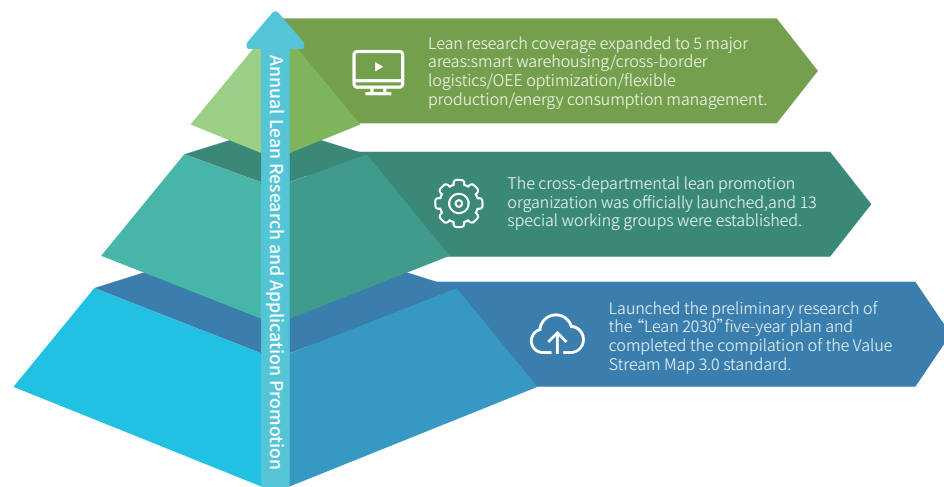 Annual Lean Research and Application Promotion
Lean research coverage expanded to 5 major
areas:smart warehousing/cross-border
logistics/OEE optimization/flexible
production/energy consumption management.
The cross-departmental lean promotion
organization was officially launched,and 13
special working groups were established.
Launched the preliminary research of
the “Lean 2030” five-year plan and
completed the compilation of the Value
Stream Map 3.0 standard.